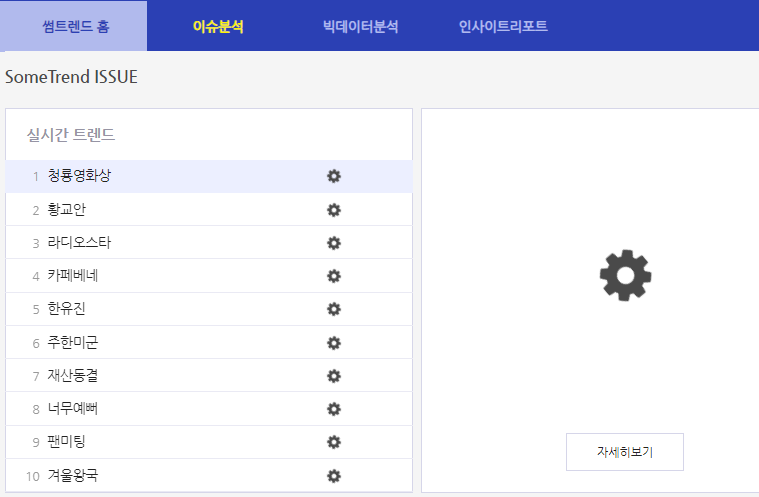 썸트렌드 홈 이슈분석 빅데이터분석 인사이트리포트
SomeTrend ISSUE
실시간 트렌드
1 청룡영화상
2 황교안
3 라디오스타
4 카페베네
5 한유진
6 주한미군
7 재산동결
8 너무예뻐
9 팬미팅
10 겨울왕국
자세히보기